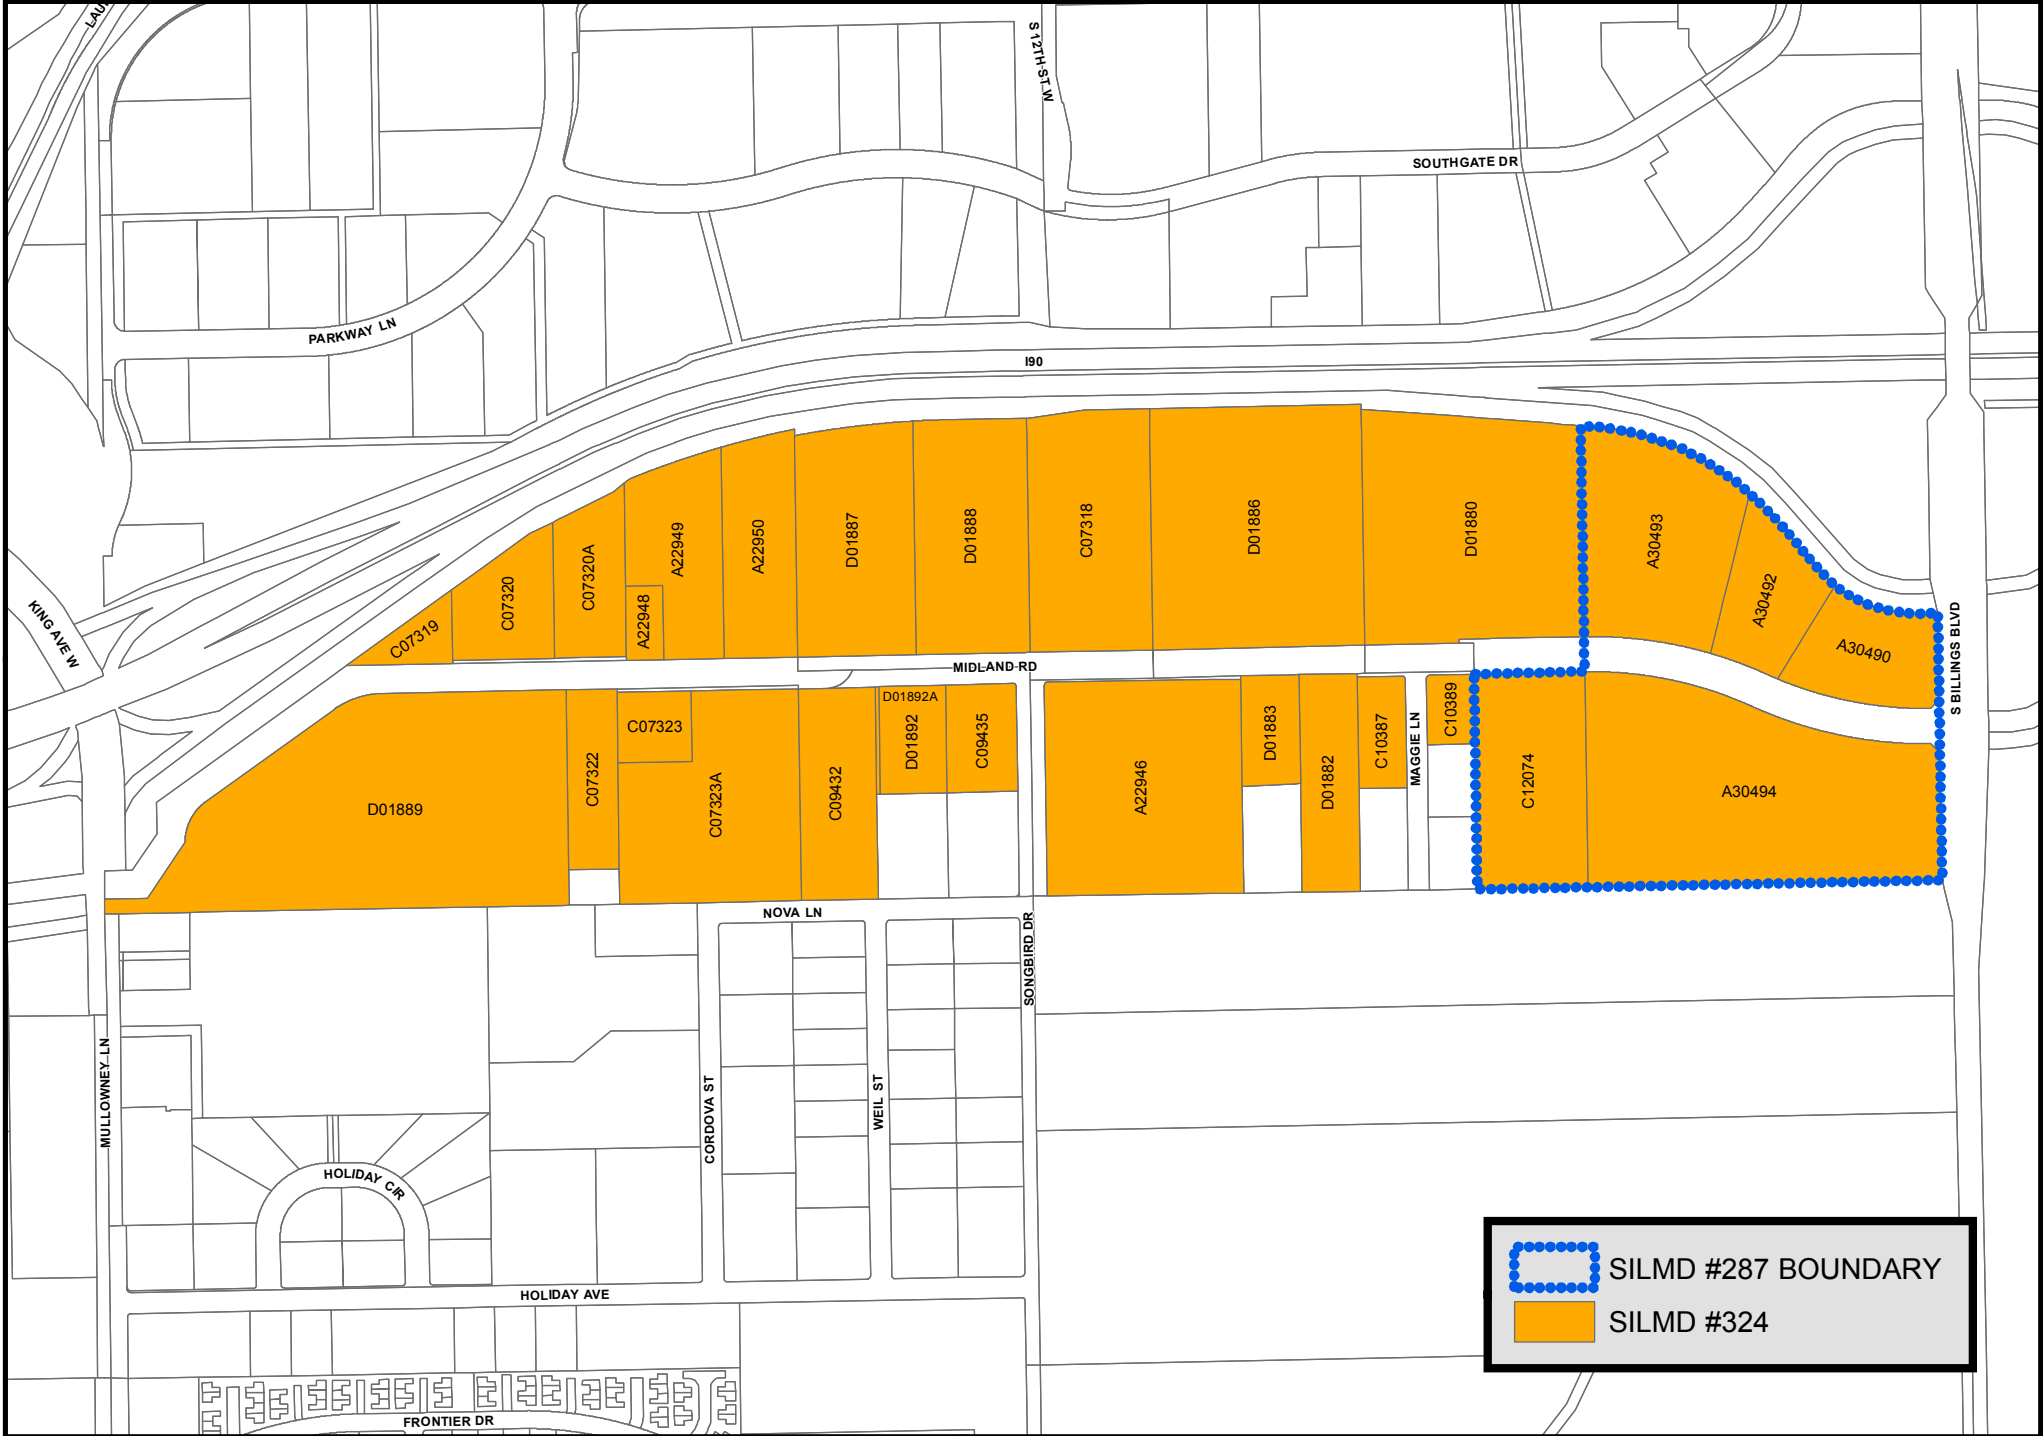 S 12TH ST W
SOUTHGATE DR
PARKWAY LN
I90
KING AVE W
C07319
C07320
C07320A
A22949
A22948
A22950
D01887
D01888
C07318
D01886
D01880
A30493
A30492
A30490
S BILLINGS BLVD
MIDLAND RD
D01889
C07322
C07323
C07323A
C09432
D01892A
D01892
C09435
A22946
D01883
D01882
C10387
MAGGIE LN
C10389
C12074
A30494
NOVA LN
SONGBIRD DR
MULLOWNEY LN
CORDOVA ST
WEIL ST
HOLIDAY CIR
HOLIDAY AVE
FRONTIER DR
SILMD #287 BOUNDARY
SILMD #324